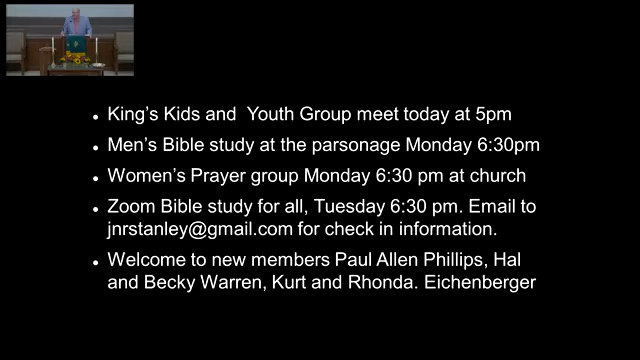 • King's Kids and  Youth Group meet today at 5pm
• Men's Bible study at the parsonage Monday 6:30pm
• Women's Prayer group Monday 6:30 pm at church
• Zoom Bible study for all, Tuesday 6:30 pm. Email to
jnrstanley@gmail.com for check in information.
• Welcome to new members Paul Allen Phillips, Hal
and Becky Warren, Kurt and Rhonda. Eichenberger